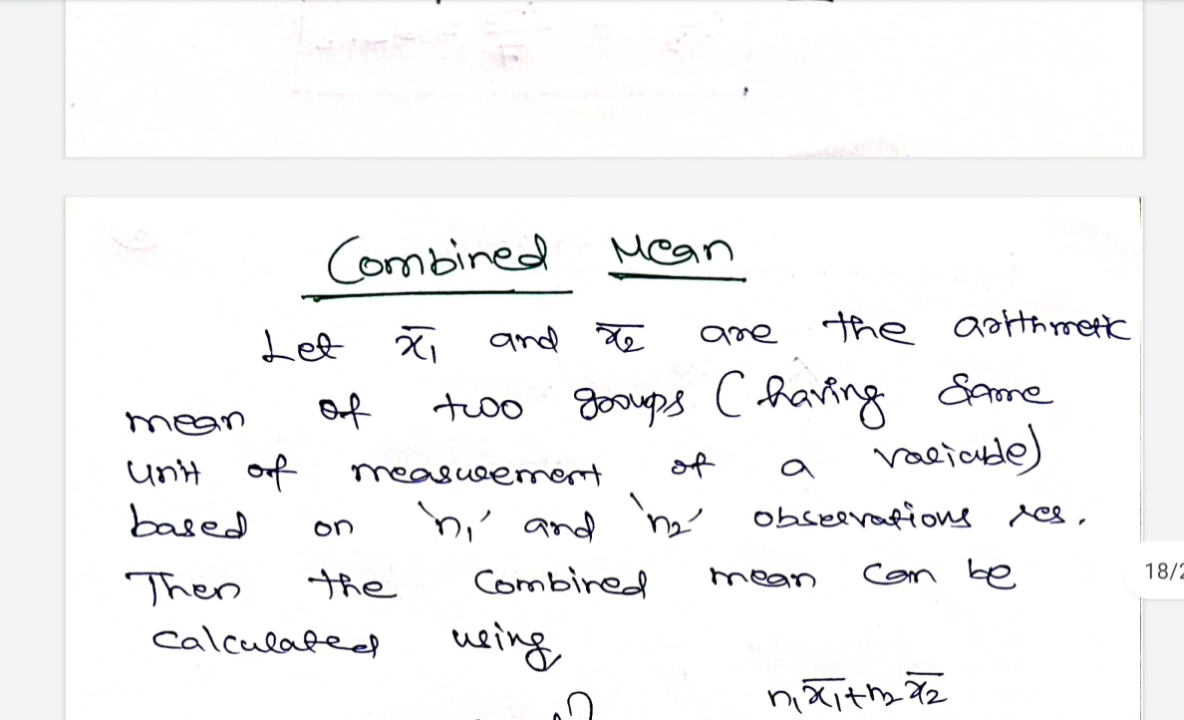 Combined Mean
Let x̅₁ and x̅₂ are the arithmetic
mean of two groups (having same
unit of measurement of a variable)
based on 'n₁' and 'n₂' observations res.
Then the combined mean can be
calculated using
n₁x̅₁+n₂x̅₂
18/2